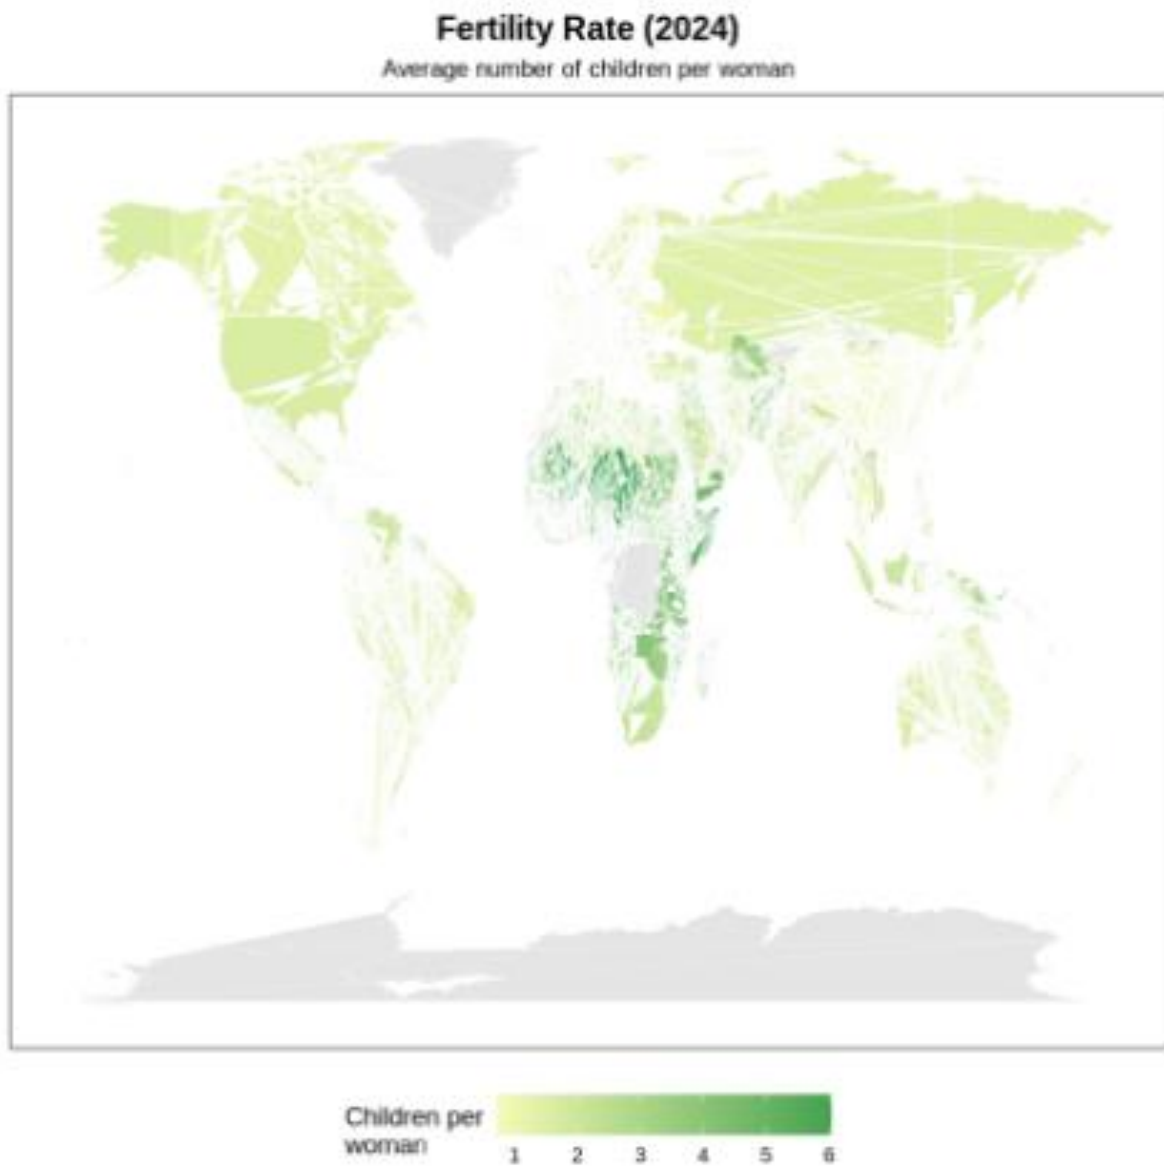 Fertility Rate (2024)
Average number of children per woman
Children per
woman
1 2 3 4 5 6